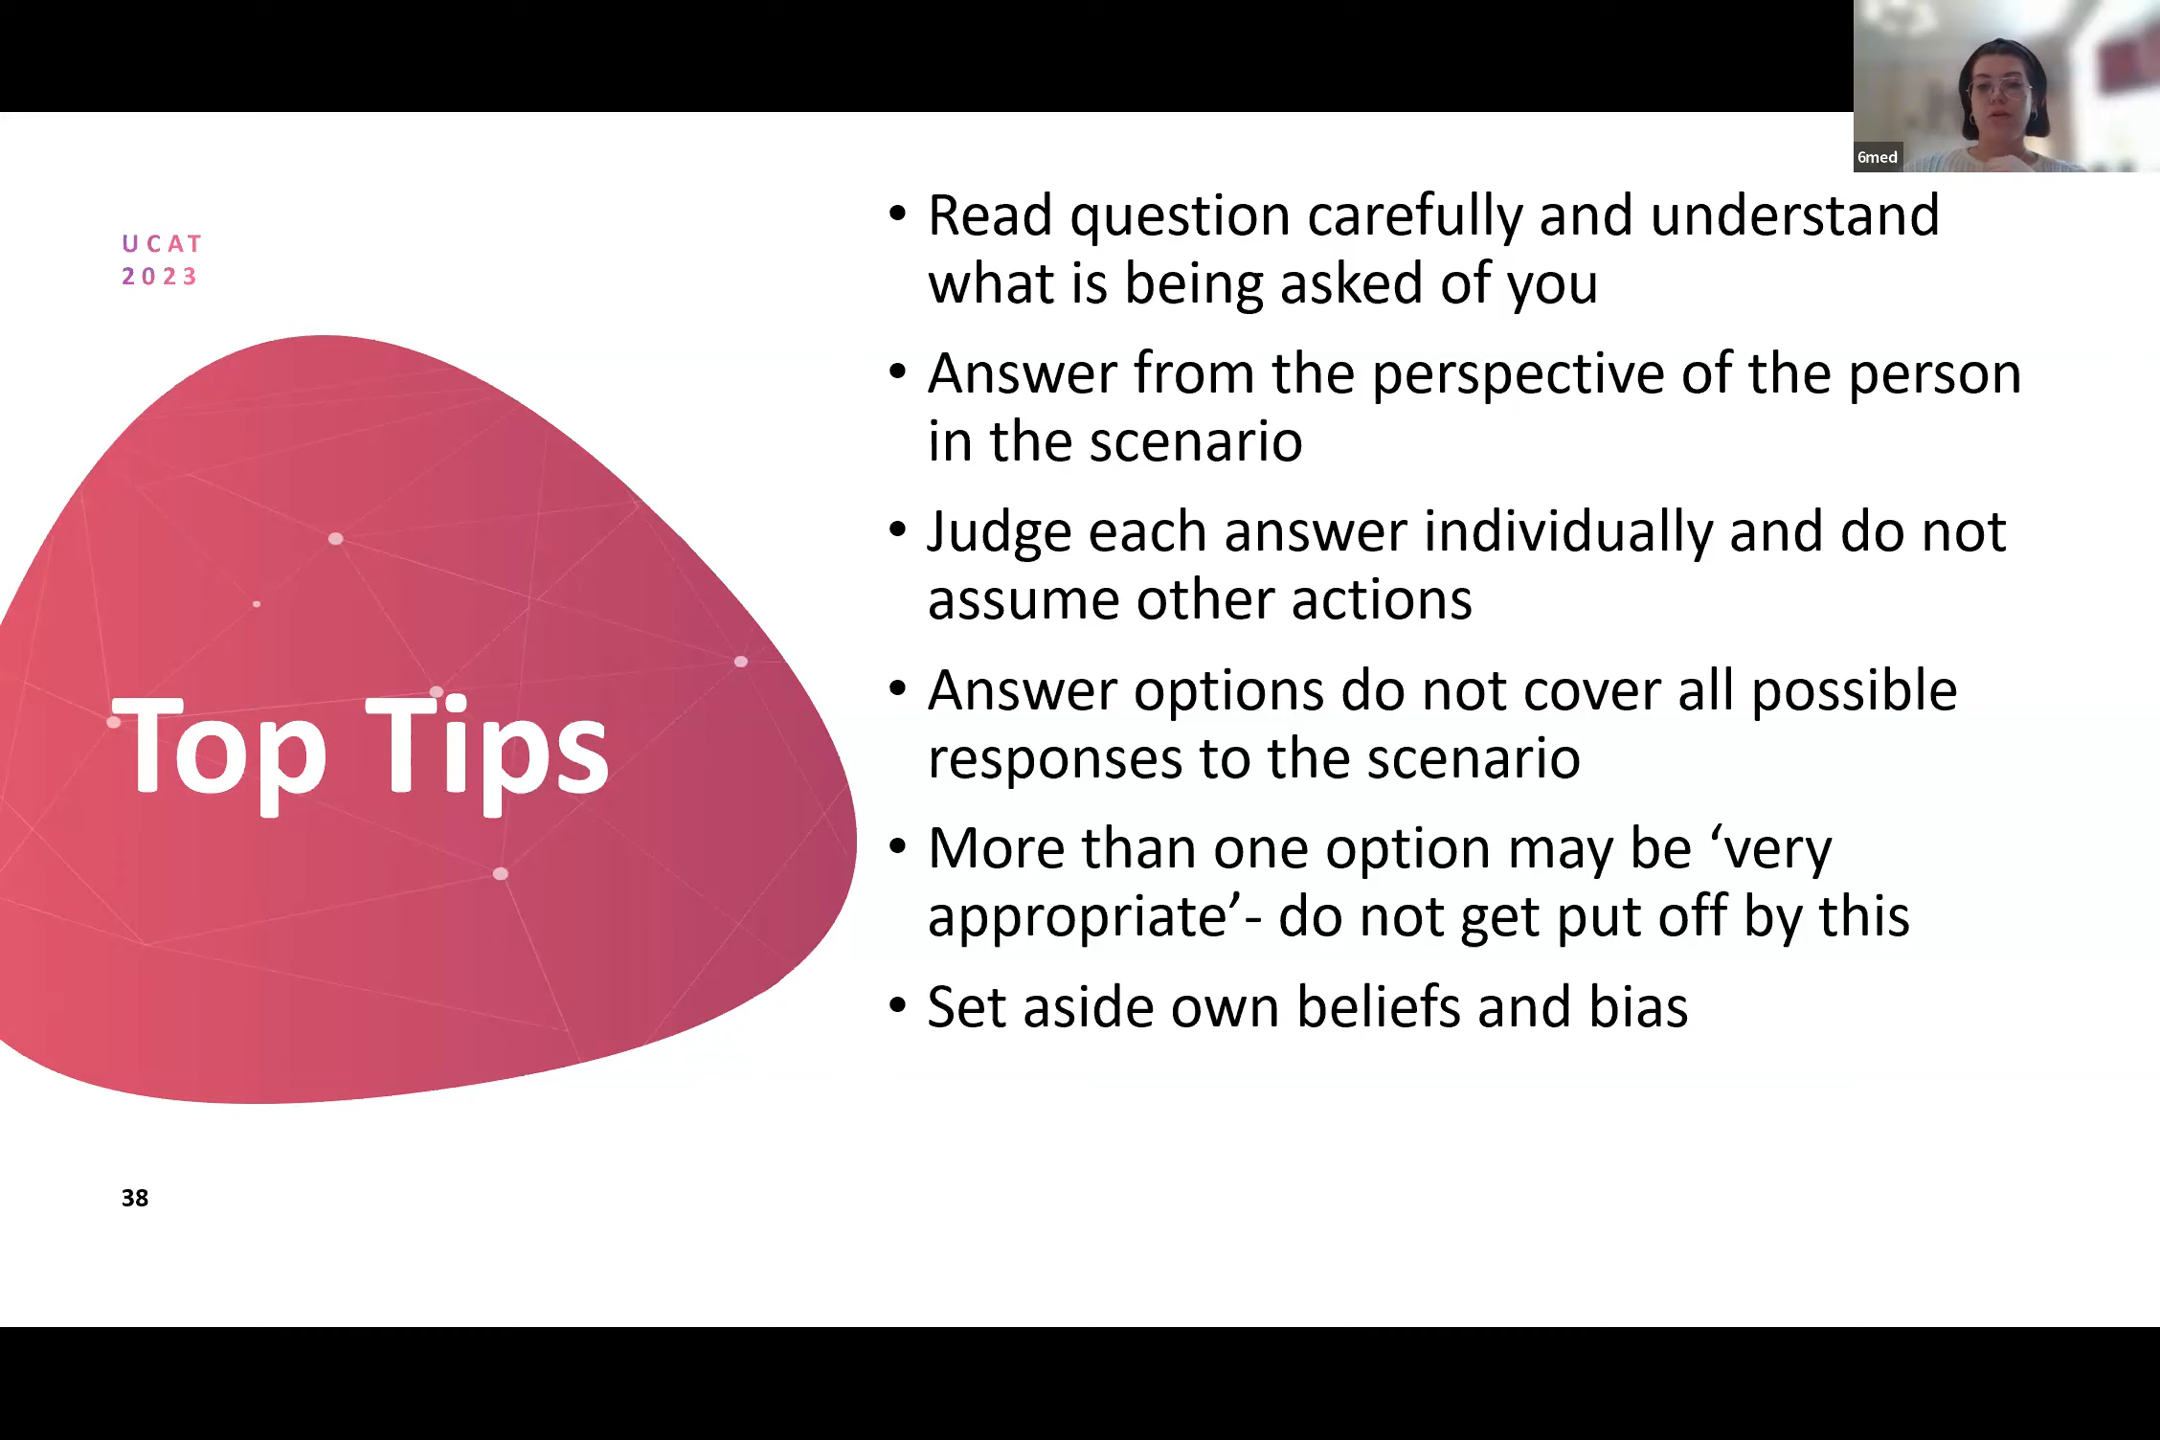 6med
UCAT
2023
Top Tips
• Read question carefully and understand
what is being asked of you
• Answer from the perspective of the person
in the scenario
• Judge each answer individually and do not
assume other actions
• Answer options do not cover all possible
responses to the scenario
• More than one option may be ‘very
appropriate’- do not get put off by this
• Set aside own beliefs and bias
38